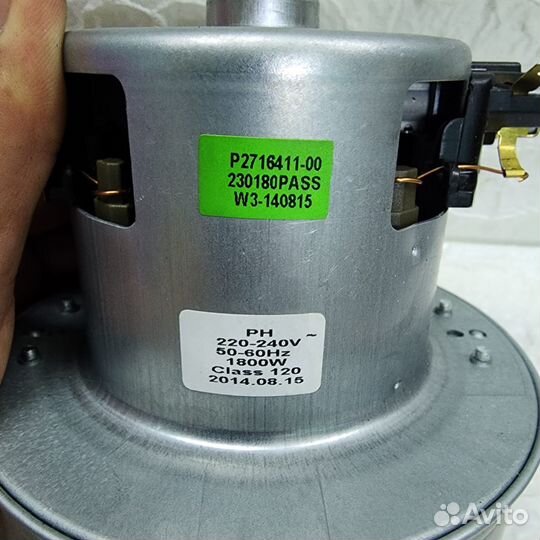 P2716411-00
230180PASS
W3-140815
PH
220-240V ~
50-60Hz
1800W
Class 120
2014.08.15
Avito